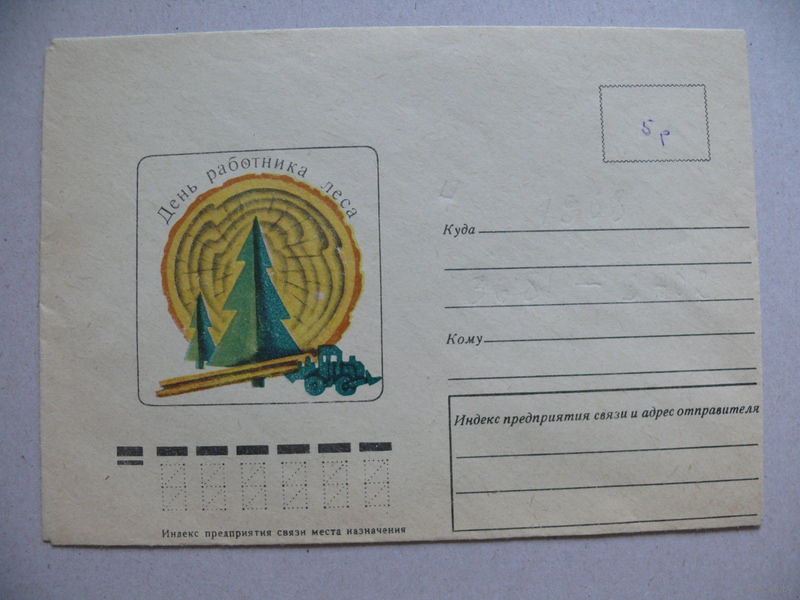 День работника леса
5р
Куда
Кому
Индекс предприятия связи и адрес отправителя
Индекс предприятия связи места назначения